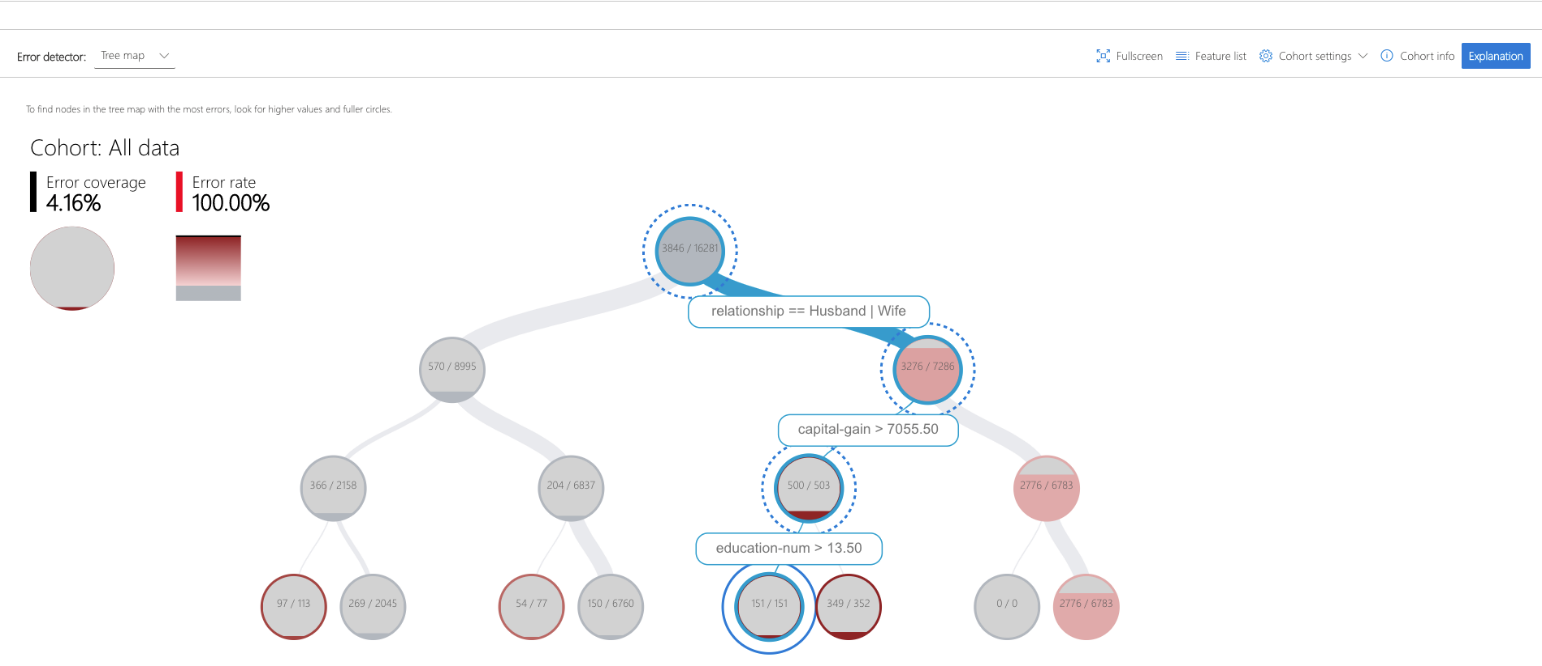 Error detector: Tree map
Fullscreen Feature list Cohort settings Cohort info Explanation
To find nodes in the tree map with the most errors, look for higher values and fuller circles.
Cohort: All data
Error coverage
4.16%
Error rate
100.00%
3846 / 16281
relationship == Husband | Wife
570 / 8995
3276 / 7286
capital-gain > 7055.50
366 / 2158
204 / 6837
500 / 503
2776 / 6783
education-num > 13.50
97 / 113
269 / 2045
54 / 77
150 / 6760
151 / 151
349 / 352
0 / 0
2776 / 6783